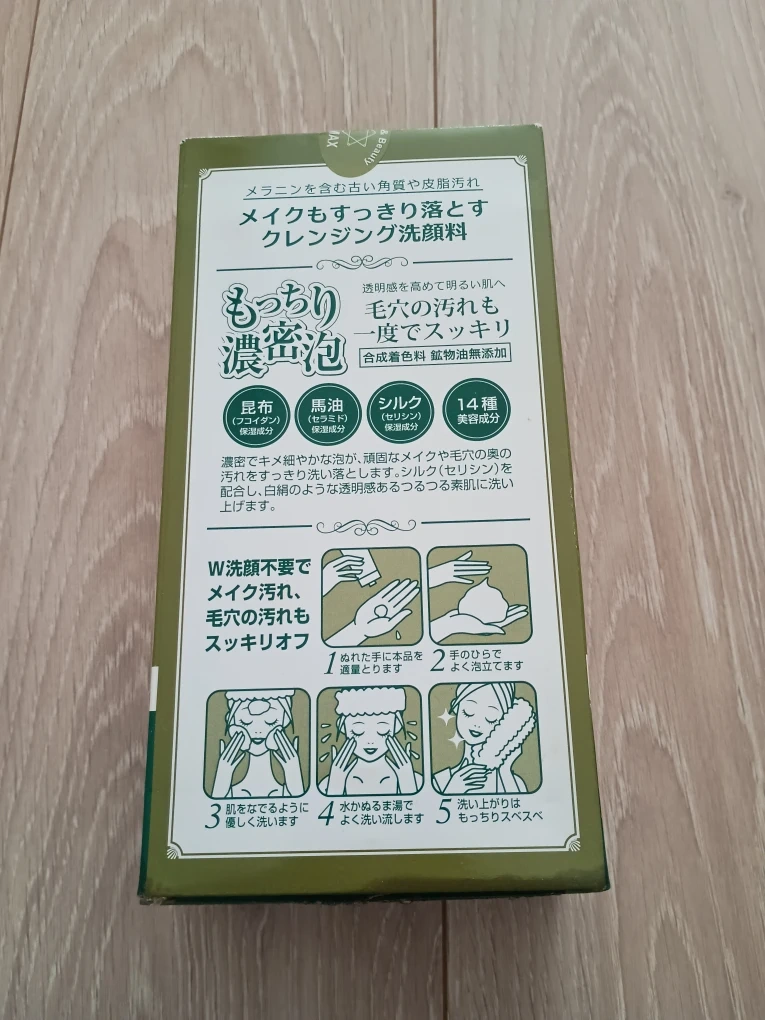 & Beauty
MAX
メラニンを含む古い角質や皮脂汚れ
メイクもすっきり落とす
クレンジング洗顔料
もっちり
濃密泡
透明感を高めて明るい肌へ
毛穴の汚れも
一度でスッキリ
合成着色料 鉱物油無添加
昆布
(フコイダン)
保湿成分
馬油
(セラミド)
保湿成分
シルク
(セリシン)
保湿成分
14種
美容成分
濃密でキメ細やかな泡が、頑固なメイクや毛穴の奥の
汚れをすっきり洗い落とします。シルク(セリシン)を
配合し、白絹のような透明感あるつるつる素肌に洗い
上げます。
W洗顔不要で
メイク汚れ、
毛穴の汚れも
スッキリオフ
1 ぬれた手に本品を
適量とります
2 手のひらで
よく泡立てます
3 肌をなでるように
優しく洗います
4 水かぬるま湯で
よく洗い流します
5 洗い上がりは
もっちりスベスベ